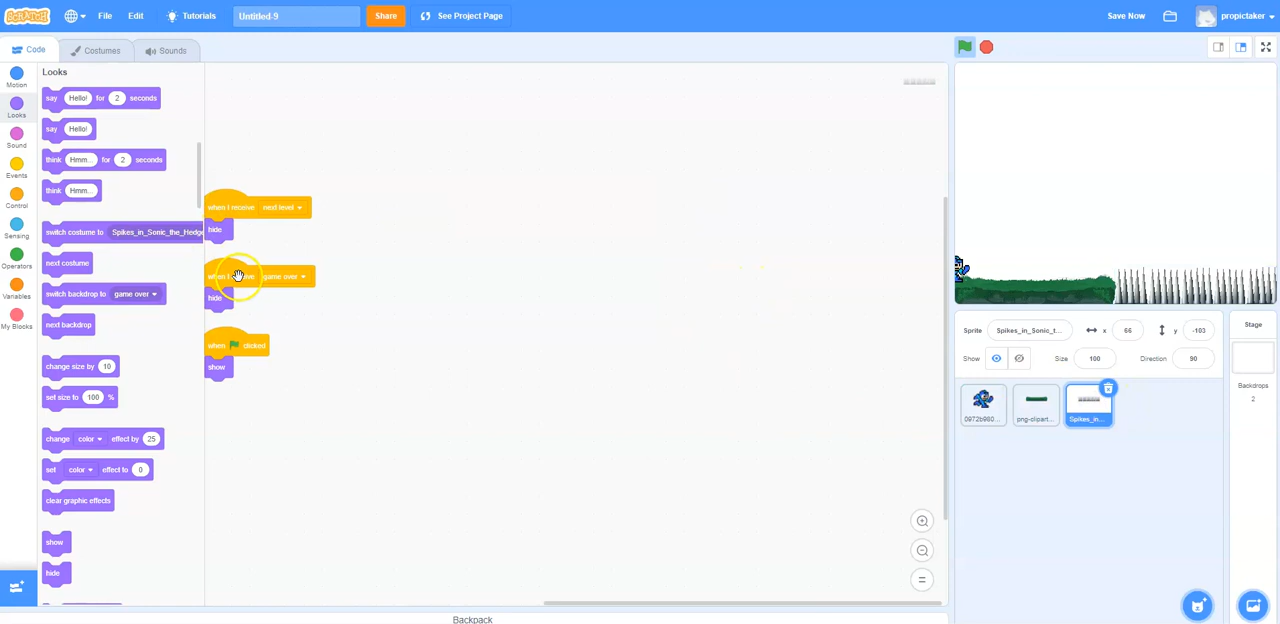 SCRATCH File Edit Tutorials Untitled-9 Share See Project Page Save Now propictaker
Code Costumes Sounds
Motion
Looks
Sound
Events
Control
Sensing
Operators
Variables
My Blocks
Looks
say Hello! for 2 seconds
say Hello!
think Hmm... for 2 seconds
think Hmm...
switch costume to Spikes_in_Sonic_the_Hedge
next costume
switch backdrop to game over
next backdrop
change size by 10
set size to 100 %
change color effect by 25
set color effect to 0
clear graphic effects
show
hide
when I receive next level
hide
when I game over
hide
when clicked
show
Backpack
Sprite Spikes_in_Sonic_t... x 66 y -103
Show Size 100 Direction 90
0972b980...
png-clipart...
Spikes_in...
Stage
Backdrops
2